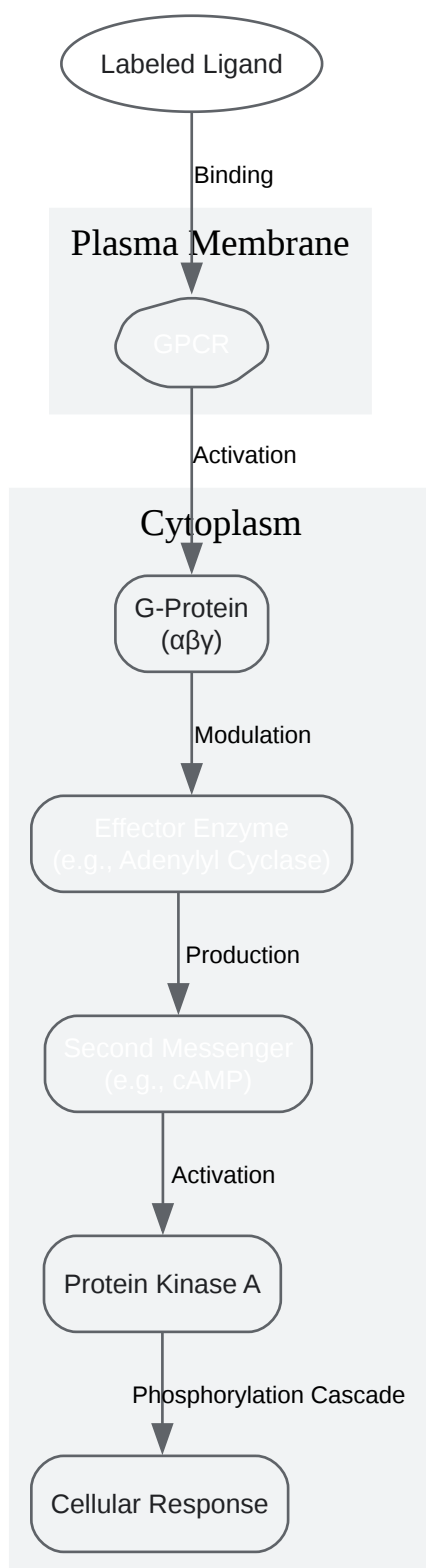 Labeled Ligand
Binding
Plasma Membrane
GPCR
Activation
Cytoplasm
G-Protein
(αβγ)
Modulation
Effector Enzyme
(e.g., Adenylyl Cyclase)
Production
Second Messenger
(e.g., cAMP)
Activation
Protein Kinase A
Phosphorylation Cascade
Cellular Response